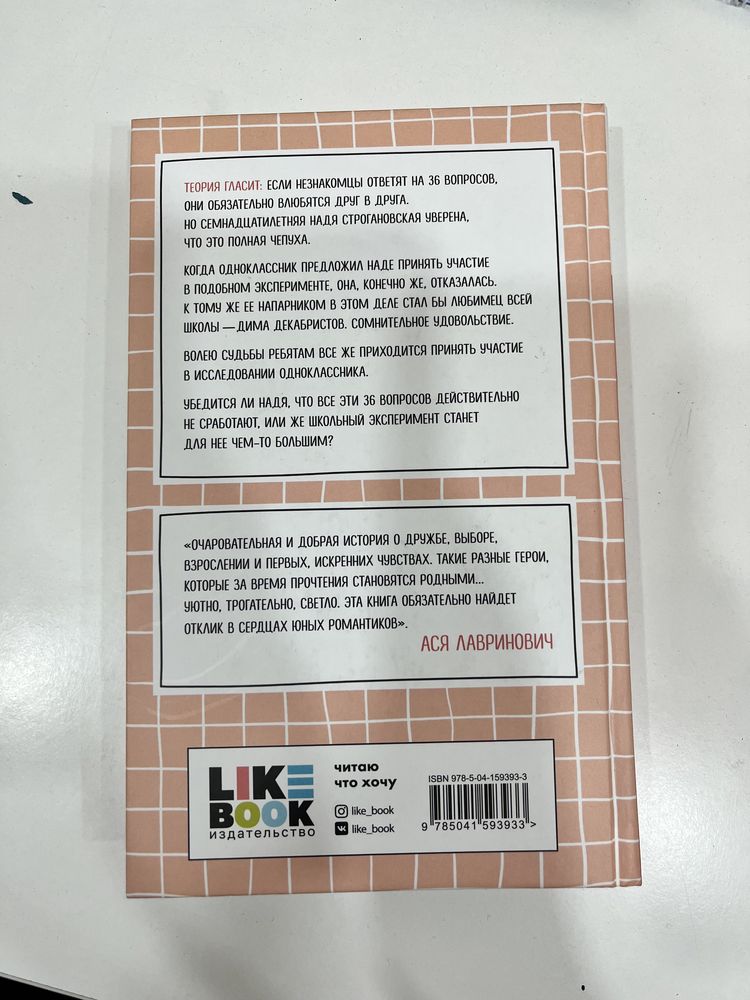 ТЕОРИЯ ГЛАСИТ: ЕСЛИ НЕЗНАКОМЦЫ ОТВЕТЯТ НА 36 ВОПРОСОВ,
ОНИ ОБЯЗАТЕЛЬНО ВЛЮБЯТСЯ ДРУГ В ДРУГА.
НО СЕМНАДЦАТИЛЕТНЯЯ НАДЯ СТРОГАНОВСКАЯ УВЕРЕНА,
ЧТО ЭТО ПОЛНАЯ ЧЕПУХА.
КОГДА ОДНОКЛАССНИК ПРЕДЛОЖИЛ НАДЕ ПРИНЯТЬ УЧАСТИЕ
В ПОДОБНОМ ЭКСПЕРИМЕНТЕ, ОНА, КОНЕЧНО ЖЕ, ОТКАЗАЛАСЬ.
К ТОМУ ЖЕ ЕЕ НАПАРНИКОМ В ЭТОМ ДЕЛЕ СТАЛ БЫ ЛЮБИМЕЦ ВСЕЙ
ШКОЛЫ — ДИМА ДЕКАБРИСТОВ. СОМНИТЕЛЬНОЕ УДОВОЛЬСТВИЕ.
ВОЛЕЮ СУДЬБЫ РЕБЯТАМ ВСЕ ЖЕ ПРИХОДИТСЯ ПРИНЯТЬ УЧАСТИЕ
В ИССЛЕДОВАНИИ ОДНОКЛАССНИКА.
УБЕДИТСЯ ЛИ НАДЯ, ЧТО ВСЕ ЭТИ 36 ВОПРОСОВ ДЕЙСТВИТЕЛЬНО
НЕ СРАБОТАЮТ, ИЛИ ЖЕ ШКОЛЬНЫЙ ЭКСПЕРИМЕНТ СТАНЕТ
ДЛЯ НЕЕ ЧЕМ-ТО БОЛЬШИМ?
«ОЧАРОВАТЕЛЬНАЯ И ДОБРАЯ ИСТОРИЯ О ДРУЖБЕ, ВЫБОРЕ,
ВЗРОСЛЕНИИ И ПЕРВЫХ, ИСКРЕННИХ ЧУВСТВАХ. ТАКИЕ РАЗНЫЕ ГЕРОИ,
КОТОРЫЕ ЗА ВРЕМЯ ПРОЧТЕНИЯ СТАНОВЯТСЯ РОДНЫМИ...
УЮТНО, ТРОГАТЕЛЬНО, СВЕТЛО. ЭТА КНИГА ОБЯЗАТЕЛЬНО НАЙДЕТ
ОТКЛИК В СЕРДЦАХ ЮНЫХ РОМАНТИКОВ».
АСЯ ЛАВРИНОВИЧ
LIKE
BOOK
ИЗДАТЕЛЬСТВО
читаю
что хочу
like_book
like_book
ISBN 978-5-04-159393-3
9 785041 593933 >